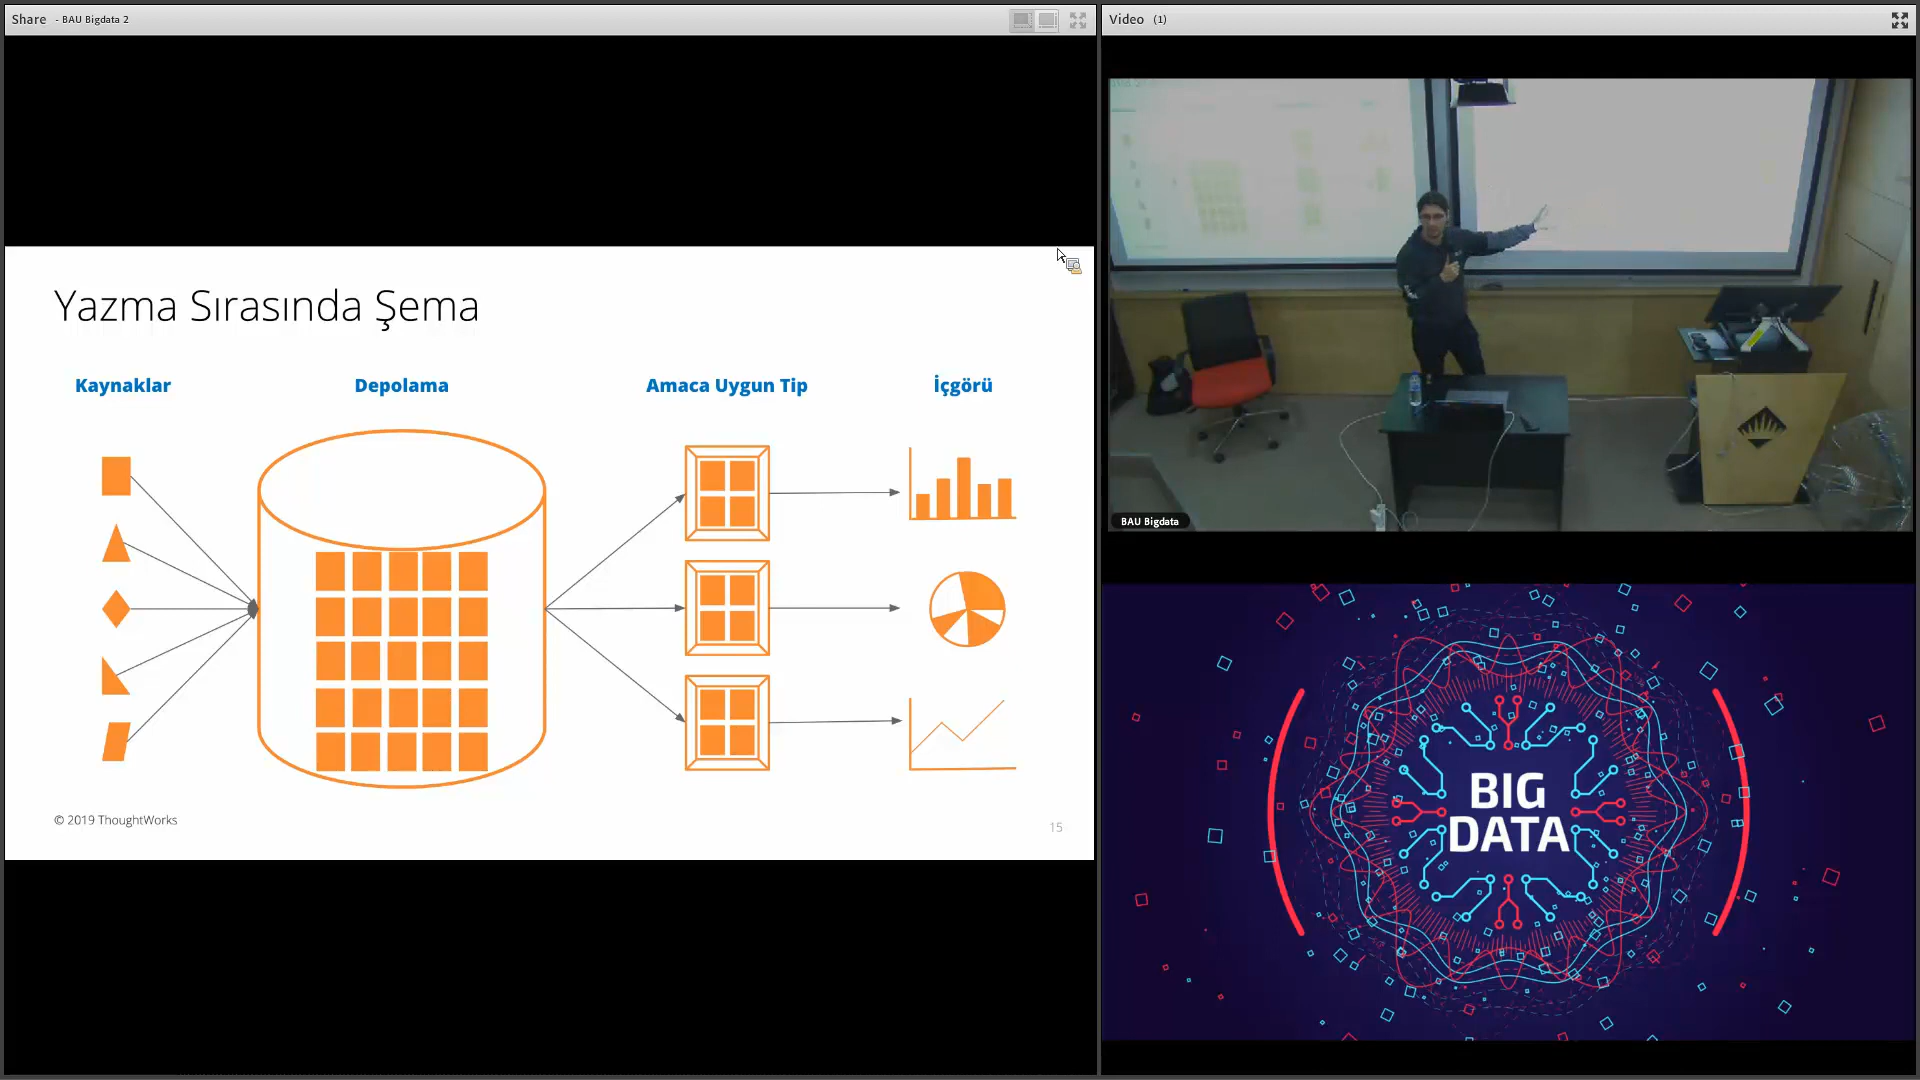 Share - BAU Bigdata 2
Video (1)
Yazma Sırasında Şema
Kaynaklar
Depolama
Amaca Uygun Tip
İçgörü
© 2019 ThoughtWorks
15
BAU Bigdata
BIG
DATA